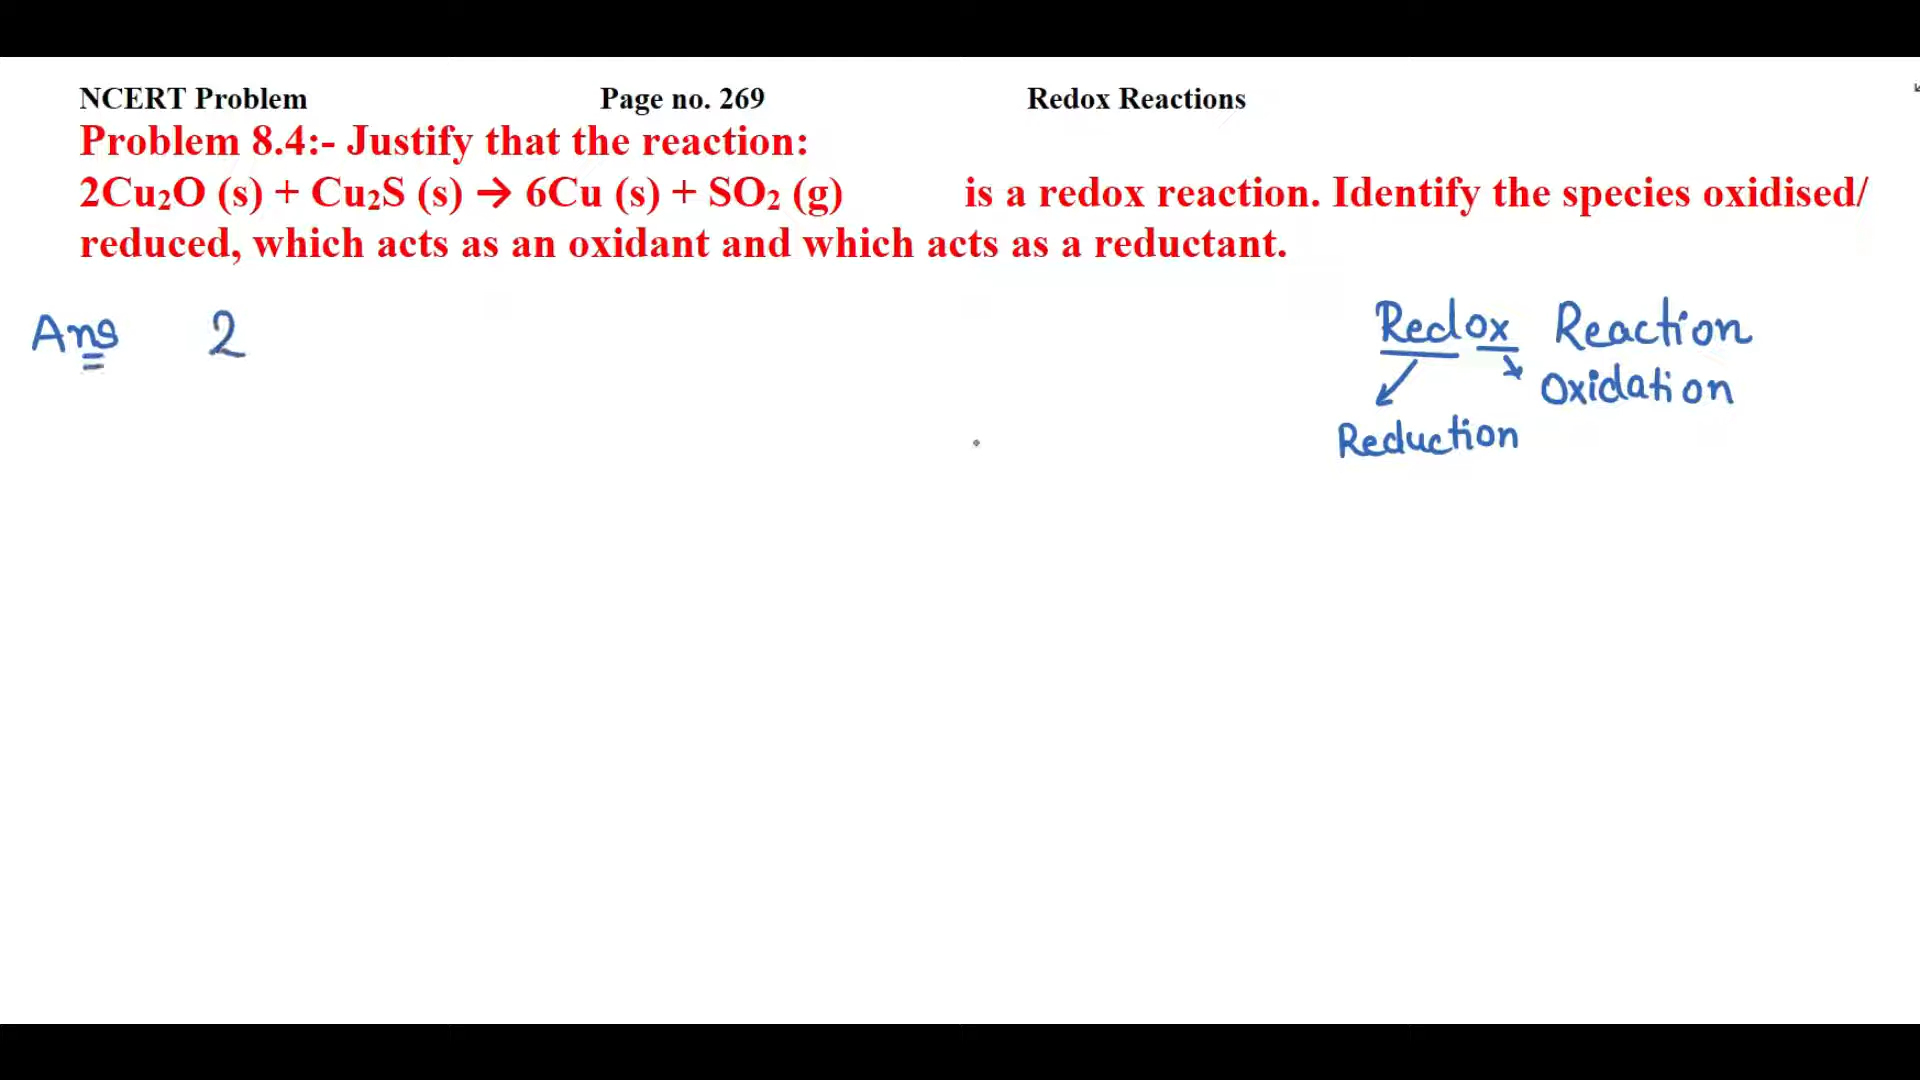 NCERT Problem Page no. 269 Redox Reactions
Problem 8.4:- Justify that the reaction:
2Cu₂O (s) + Cu₂S (s) → 6Cu (s) + SO₂ (g) is a redox reaction. Identify the species oxidised/
reduced, which acts as an oxidant and which acts as a reductant.
Ans 2 Redox Reaction
Oxidation
Reduction